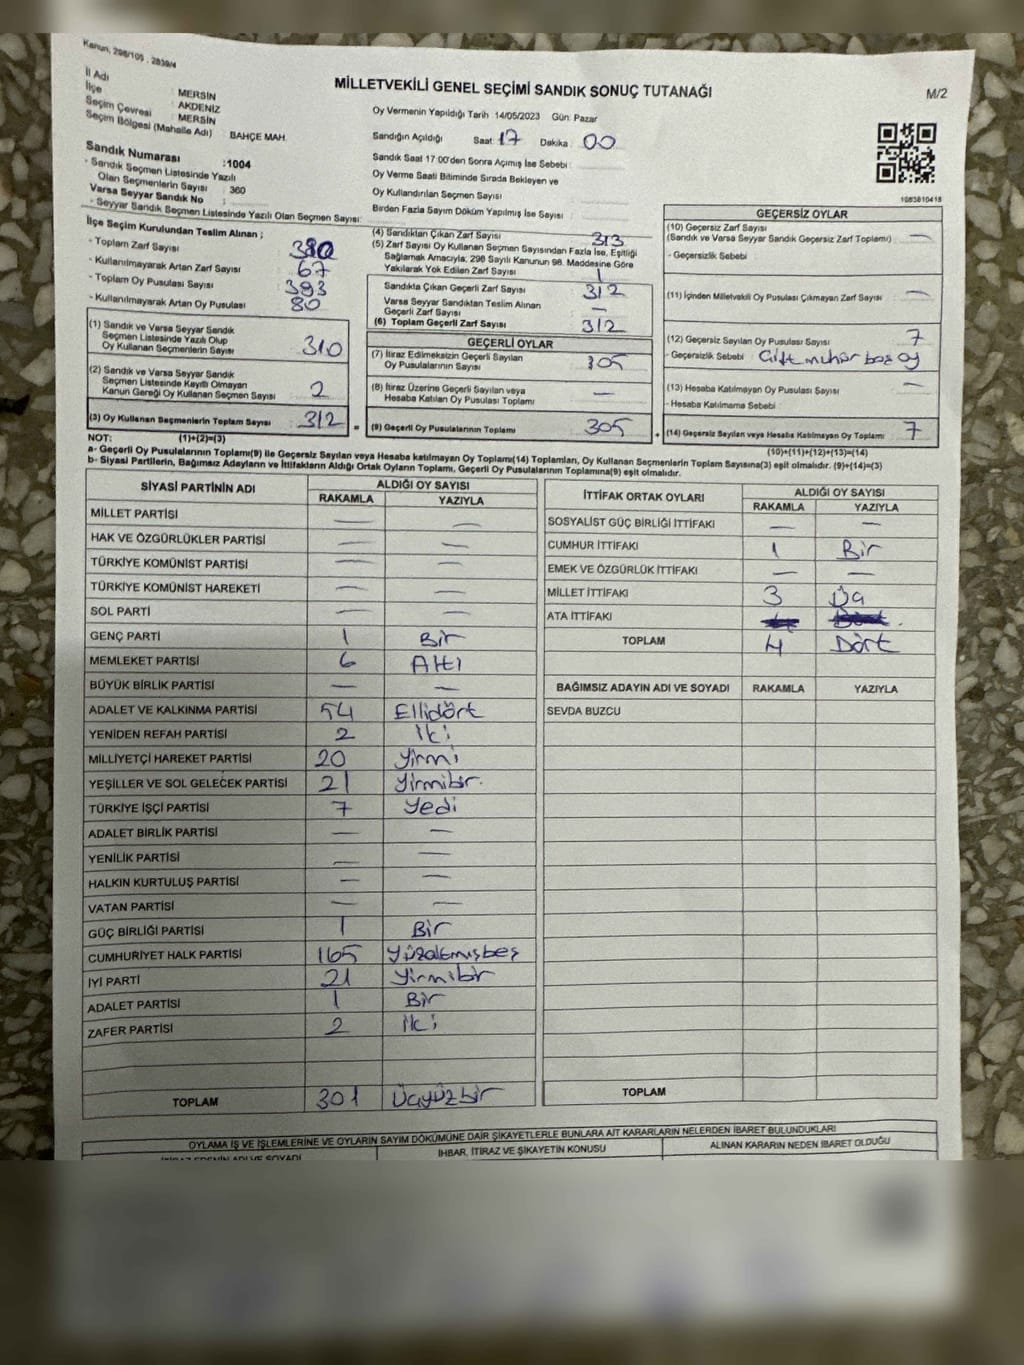 Kanun, 298/105 - 2839/4
MİLLETVEKİLİ GENEL SEÇİMİ SANDIK SONUÇ TUTANAĞI
M/2
İl Adı : MERSİN
İlçe : AKDENİZ
Seçim Çevresi : MERSİN
Seçim Bölgesi (Mahalle Adı) : BAHÇE MAH.
Sandık Numarası : 1004
- Sandık Seçmen Listesinde Yazılı
Olan Seçmenlerin Sayısı : 360
Varsa Seyyar Sandık No :
- Seyyar Sandık Seçmen Listesinde Yazılı Olan Seçmen Sayısı:
Oy Vermenin Yapıldığı Tarih 14/05/2023 Gün: Pazar
Sandığın Açıldığı Saat: 17 Dakika : 00
Sandık Saat 17:00'den Sonra Açımış İse Sebebi :
Oy Verme Saati Bitiminde Sırada Bekleyen ve
Oy Kullandırılan Seçmen Sayısı :
Birden Fazla Sayım Döküm Yapılmış İse Sayısı :
1083810418
İlçe Seçim Kurulundan Teslim Alınan ;
- Toplam Zarf Sayısı 380
- Kullanılmayarak Artan Zarf Sayısı 67
- Toplam Oy Pusulası Sayısı 393
- Kullanılmayarak Artan Oy Pusulası 80
(1) Sandık ve Varsa Seyyar Sandık
Seçmen Listesinde Yazılı Olup
Oy Kullanan Seçmenlerin Sayısı 310
(2) Sandık ve Varsa Seyyar Sandık
Seçmen Listesinde Kayıtlı Olmayan
Kanun Gereği Oy Kullanan Seçmen Sayısı 2
(3) Oy Kullanan Seçmenlerin Toplam Sayısı 312
(4) Sandıktan Çıkan Zarf Sayısı 313
(5) Zarf Sayısı Oy Kullanan Seçmen Sayısından Fazla İse, Eşitliği
Sağlamak Amacıyla, 298 Sayılı Kanunun 98. Maddesine Göre
Yakılarak Yok Edilen Zarf Sayısı 1
Sandıkta Çıkan Geçerli Zarf Sayısı 312
Varsa Seyyar Sandıktan Teslim Alınan
Geçerli Zarf Sayısı —
(6) Toplam Geçerli Zarf Sayısı 312
GEÇERLİ OYLAR
(7) İtiraz Edilmeksizin Geçerli Sayılan
Oy Pusulasının Sayısı 305
(8) İtiraz Üzerine Geçerli Sayılan veya
Hesaba Katılan Oy Pusulası Toplamı —
(9) Geçerli Oy Pusulalarının Toplamı 305
GEÇERSİZ OYLAR
(10) Geçersiz Zarf Sayısı
(Sandık ve Varsa Seyyar Sandık Geçersiz Zarf Toplamı) —
- Geçersizlik Sebebi
(11) İçinden Milletvekili Oy Pusulası Çıkmayan Zarf Sayısı : —
(12) Geçersiz Sayılan Oy Pusulası Sayısı 7
- Geçersizlik Sebebi : Çift mühür boş oy
(13) Hesaba Katılmayan Oy Pusulası Sayısı —
- Hesaba Katılmama Sebebi :
(14) Geçersiz Sayılan veya Hesaba Katılmayan Oy Pusulası Toplamı 7
NOT: (1)+(2)=(3)
(10)+(11)+(12)+(13)=(14)
a- Geçerli Oy Pusulalarının Toplamı(9) ile Geçersiz Sayılan veya Hesaba katılmayan Oy Pusulası Toplamı(14) Toplamları, Oy Kullanan Seçmenlerin Toplam Sayısına(3) eşit olmalıdır. (9)+(14)=(3)
b- Siyasi Partilerin, Bağımsız Adayların ve İttifakların Aldığı Ortak Oyların Toplamı, Geçerli Oy Pusulalarının Toplamına(9) eşit olmalıdır.
SİYASİ PARTİNİN ADI ALDIĞI OY SAYISI
RAKAMLA YAZIYLA
MİLLET PARTİSİ — —
HAK VE ÖZGÜRLÜKLER PARTİSİ — —
TÜRKİYE KOMÜNİST PARTİSİ — —
TÜRKİYE KOMÜNİST HAREKETİ — —
SOL PARTİ — —
GENÇ PARTİ 1 Bir
MEMLEKET PARTİSİ 6 Altı
BÜYÜK BİRLİK PARTİSİ — —
ADALET VE KALKINMA PARTİSİ 54 Ellidört
YENİDEN REFAH PARTİSİ 2 İki
MİLLİYETÇİ HAREKET PARTİSİ 20 Yirmi
YEŞİLLER VE SOL GELECEK PARTİSİ 21 Yirmibir.
TÜRKİYE İŞÇİ PARTİSİ 7 Yedi
ADALET BİRLİK PARTİSİ — —
YENİLİK PARTİSİ — —
HALKIN KURTULUŞ PARTİSİ — —
VATAN PARTİSİ — —
GÜÇ BİRLİĞİ PARTİSİ 1 Bir
CUMHURİYET HALK PARTİSİ 165 Yüzaltmışbeş
İYİ PARTİ 21 Yirmibir
ADALET PARTİSİ 1 Bir
ZAFER PARTİSİ 2 iki
TOPLAM 301 Üçyüzbir
İTTİFAK ORTAK OYLARI ALDIĞI OY SAYISI
RAKAMLA YAZIYLA
SOSYALİST GÜÇ BİRLİĞİ İTTİFAKI — —
CUMHUR İTTİFAKI 1 Bir
EMEK VE ÖZGÜRLÜK İTTİFAKI — —
MİLLET İTTİFAKI 3 Üç
ATA İTTİFAKI
TOPLAM 4 Dört
BAĞIMSIZ ADAYIN ADI VE SOYADI RAKAMLA YAZIYLA
SEVDA BUZCU
TOPLAM
OYLAMA İŞ VE İŞLEMLERİNE VE OYLARIN SAYIM DÖKÜMÜNE DAİR ŞİKAYETLERLE BUNLARA AİT KARARLARIN NELERDEN İBARET BULUNDUKLARI
İHBAR, İTİRAZ VE ŞİKAYETİN KONUSU
ALINAN KARARIN NEDEN İBARET OLDUĞU